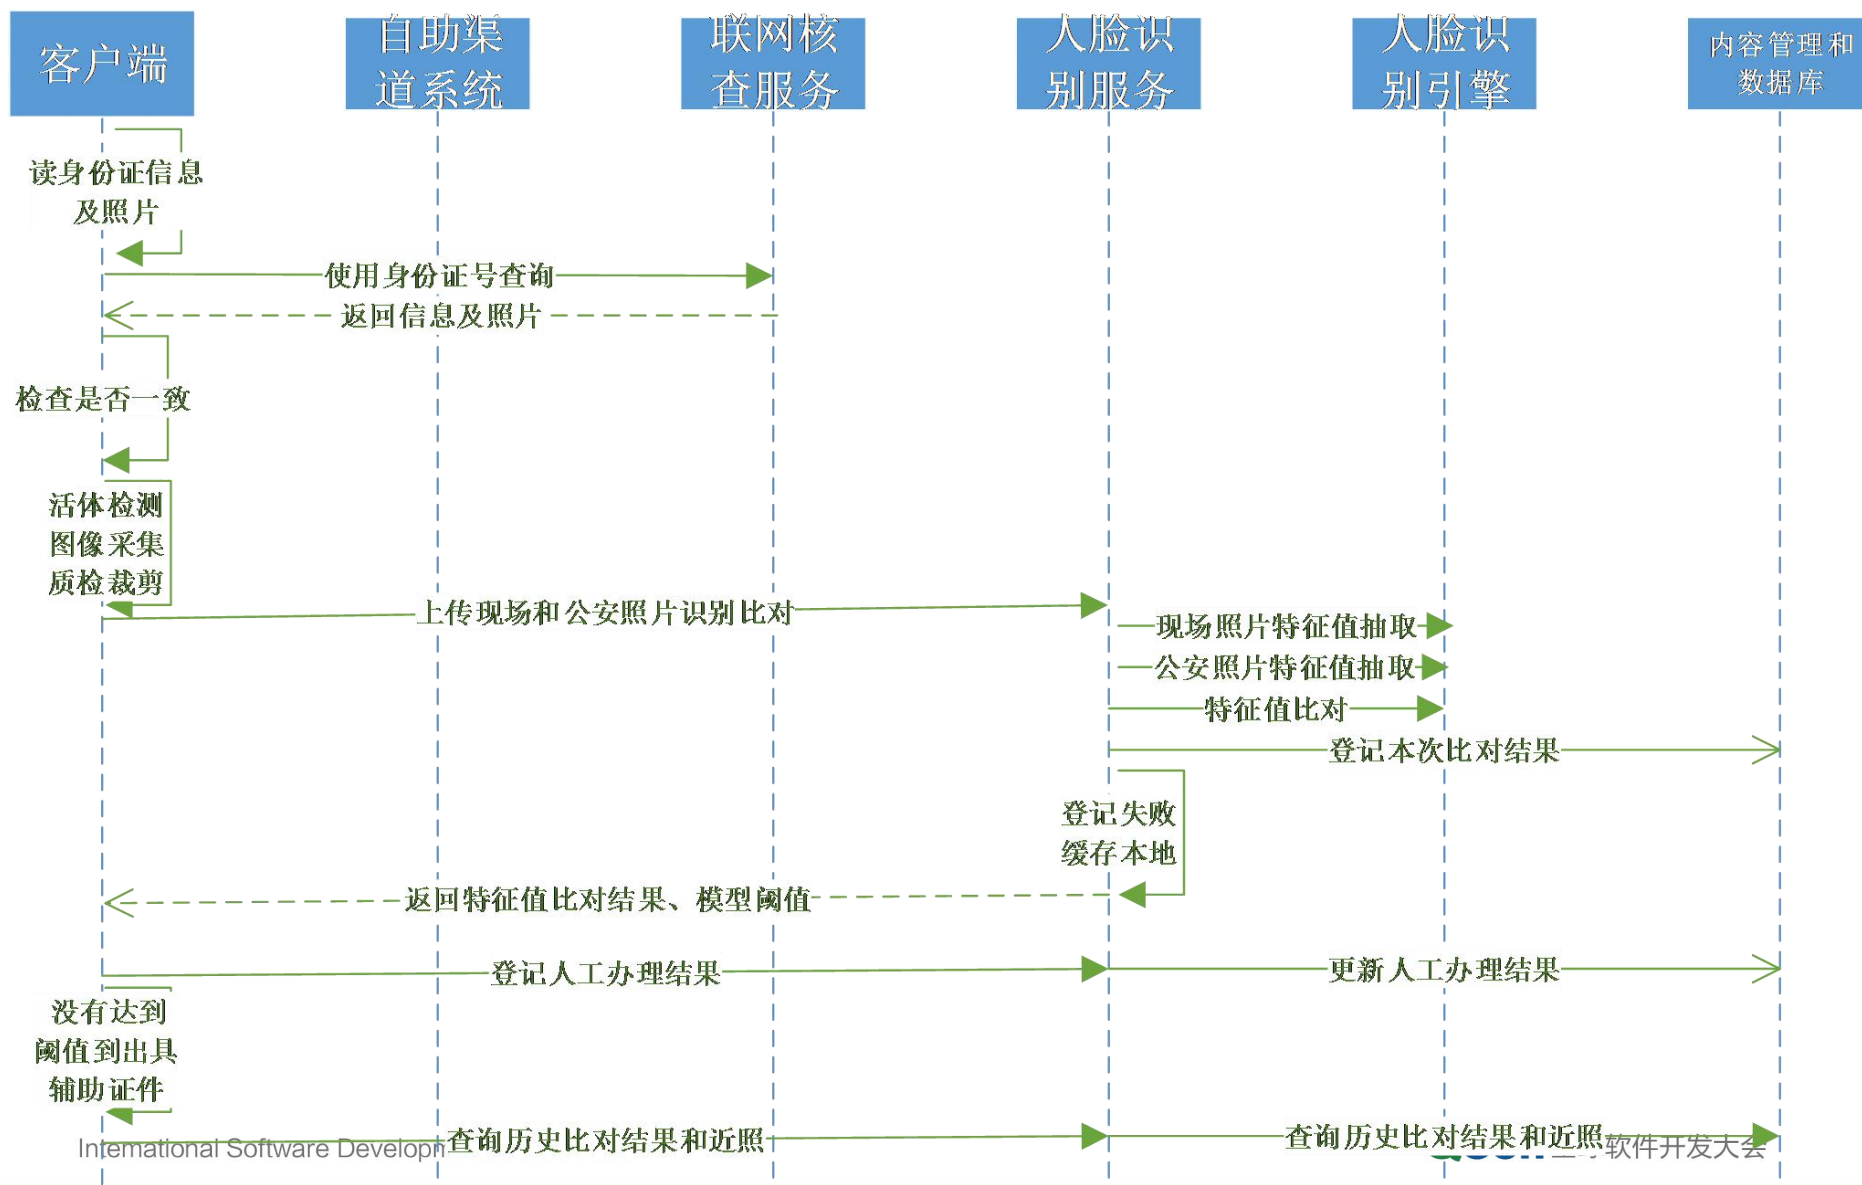 客户端
自助渠
道系统
联网核
查服务
人脸识
别服务
人脸识
别引擎
内容管理和
数据库
读身份证信息
及照片
使用身份证号查询
返回信息及照片
检查是否一致
活体检测
图像采集
质检裁剪
上传现场和公安照片识别比对
现场照片特征值抽取
公安照片特征值抽取
特征值比对
登记本次比对结果
登记失败
缓存本地
返回特征值比对结果、模型阈值
登记人工办理结果
更新人工办理结果
没有达到
阈值到出具
辅助证件
查询历史比对结果和近照
查询历史比对结果和近照
International Software Develop
软件开发大会